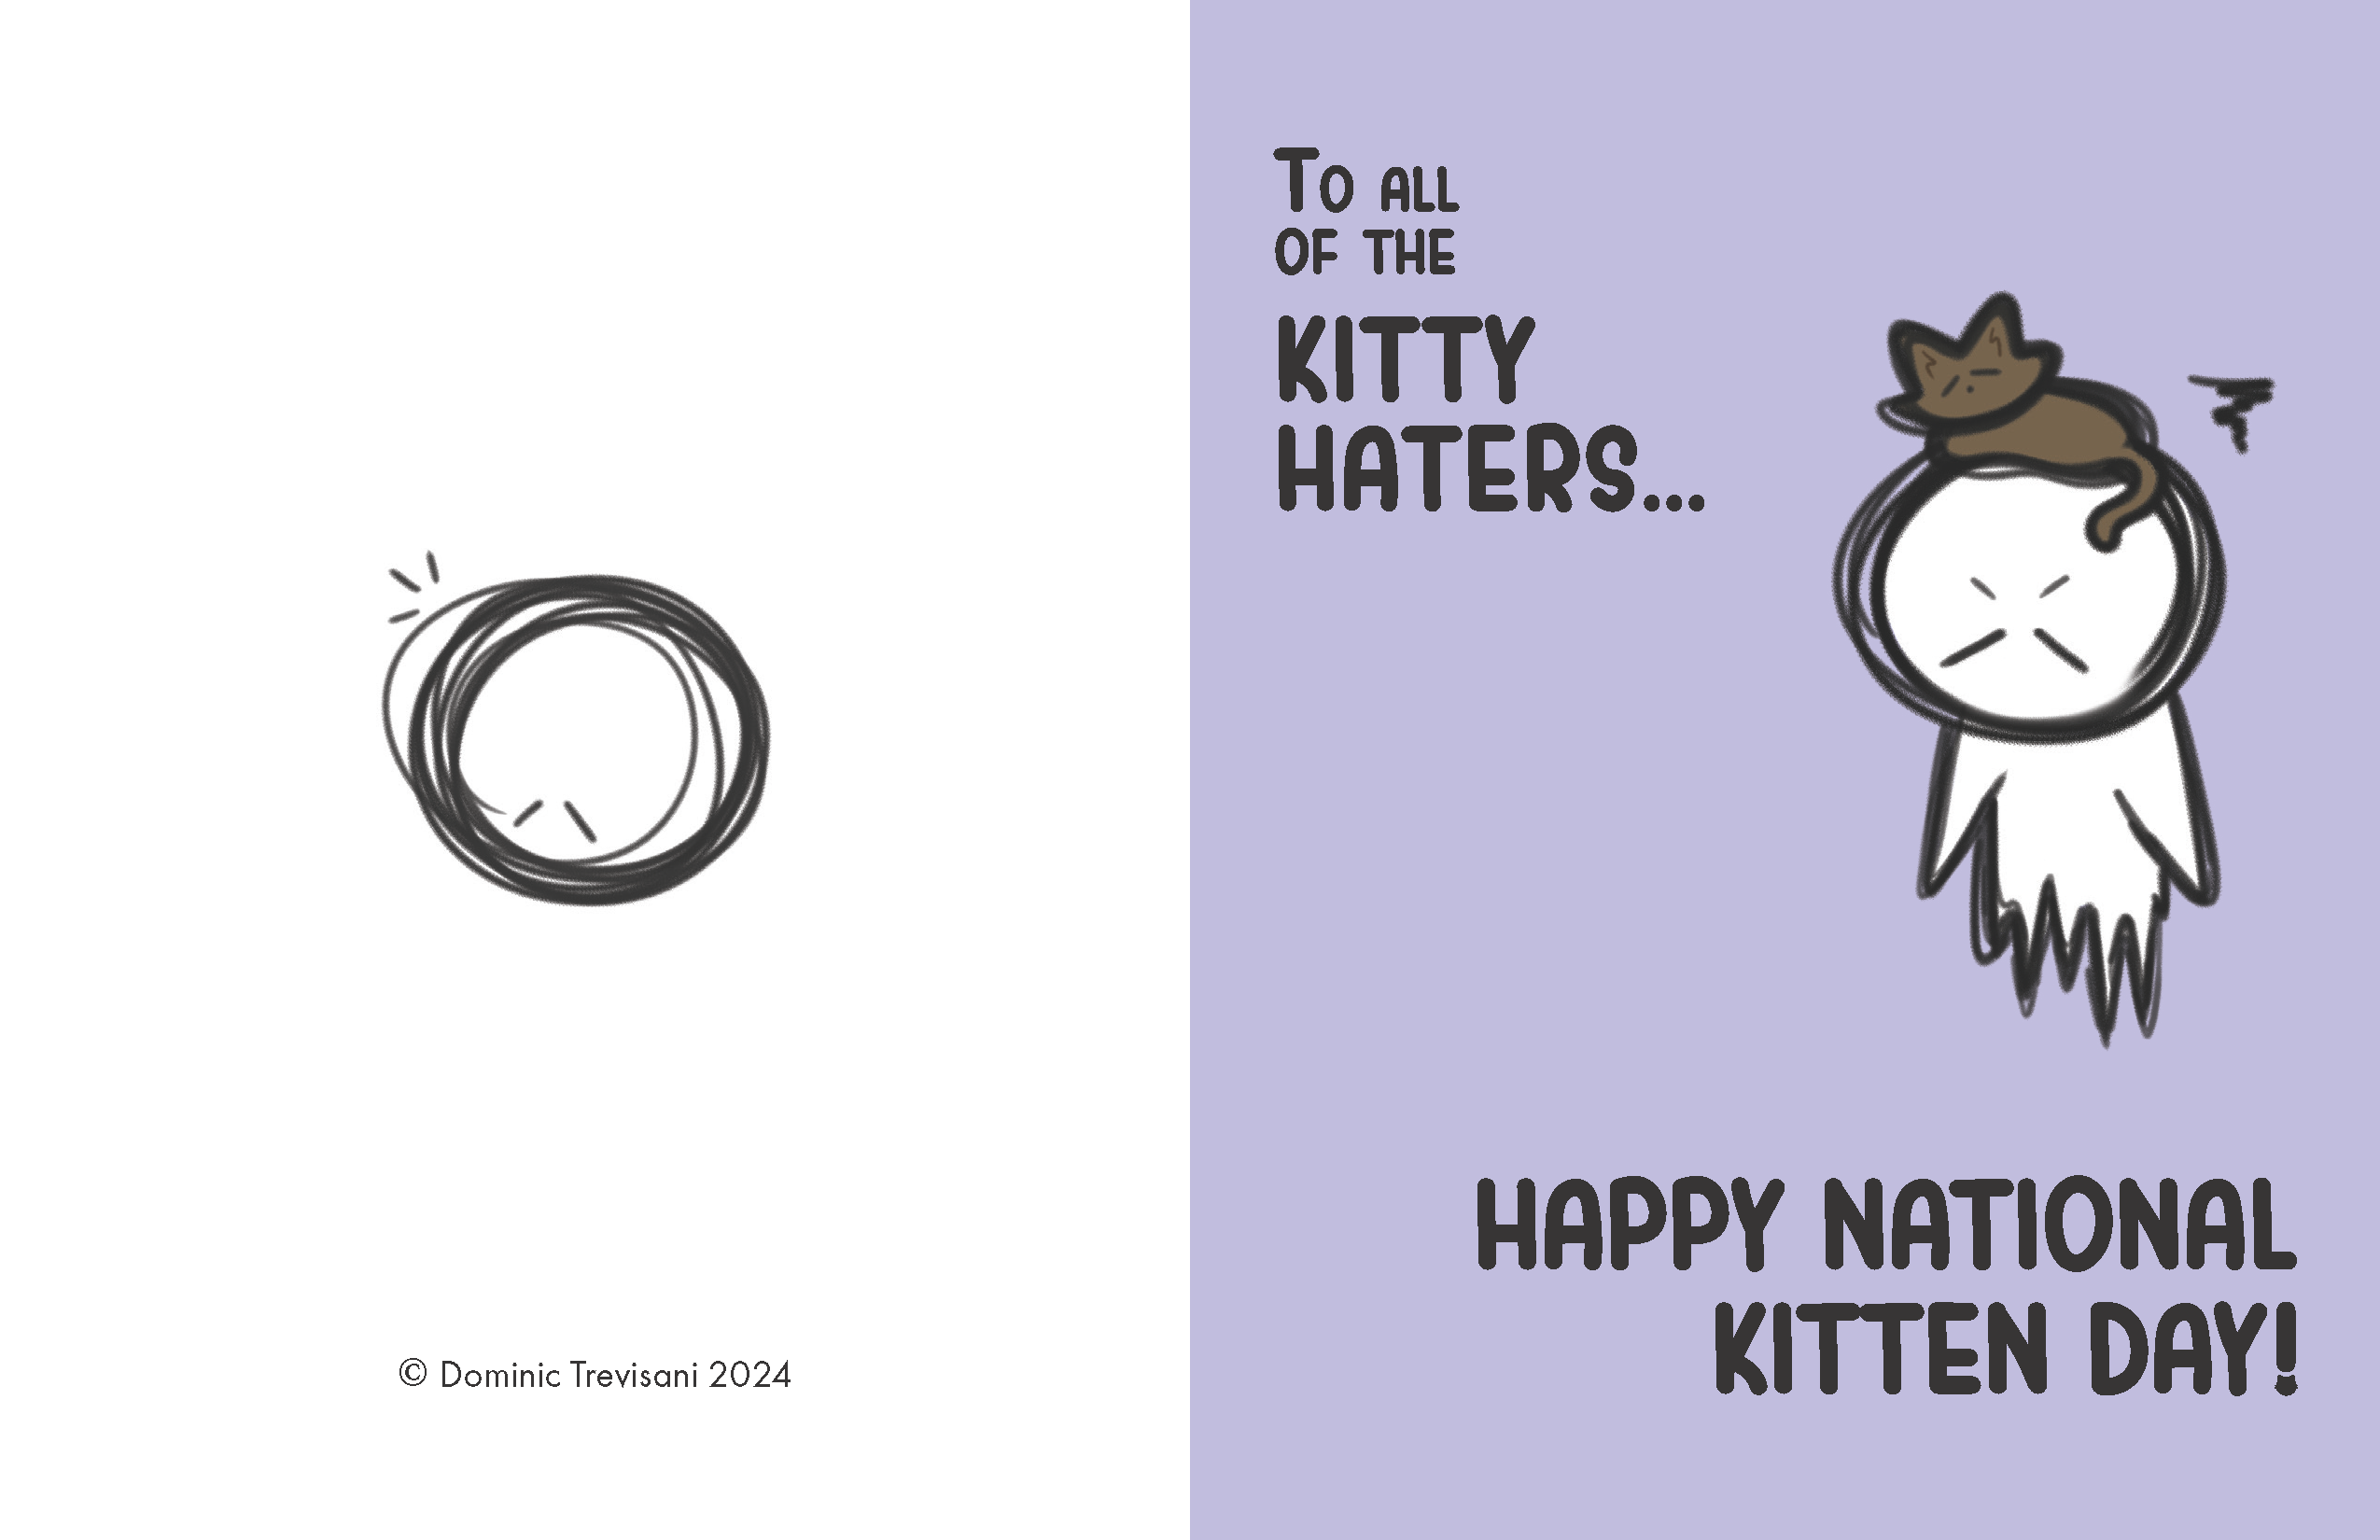 © Dominic Trevisani 2024
To all
of the
KITTY
HATERS...
HAPPY NATIONAL
KITTEN DAY!